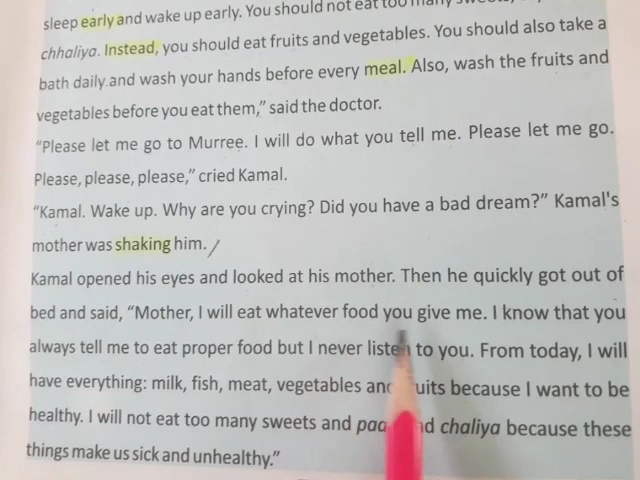 sleep early and wake up early. You should not eat too many sweets,
chhaliya. Instead, you should eat fruits and vegetables. You should also take a
bath daily and wash your hands before every meal. Also, wash the fruits and
vegetables before you eat them," said the doctor.
"Please let me go to Murree. I will do what you tell me. Please let me go.
Please, please, please," cried Kamal.
"Kamal. Wake up. Why are you crying? Did you have a bad dream?" Kamal's
mother was shaking him.
Kamal opened his eyes and looked at his mother. Then he quickly got out of
bed and said, "Mother, I will eat whatever food you give me. I know that you
always tell me to eat proper food but I never listen to you. From today, I will
have everything: milk, fish, meat, vegetables and fruits because I want to be
healthy. I will not eat too many sweets and and chaliya because these
things make us sick and unhealthy."